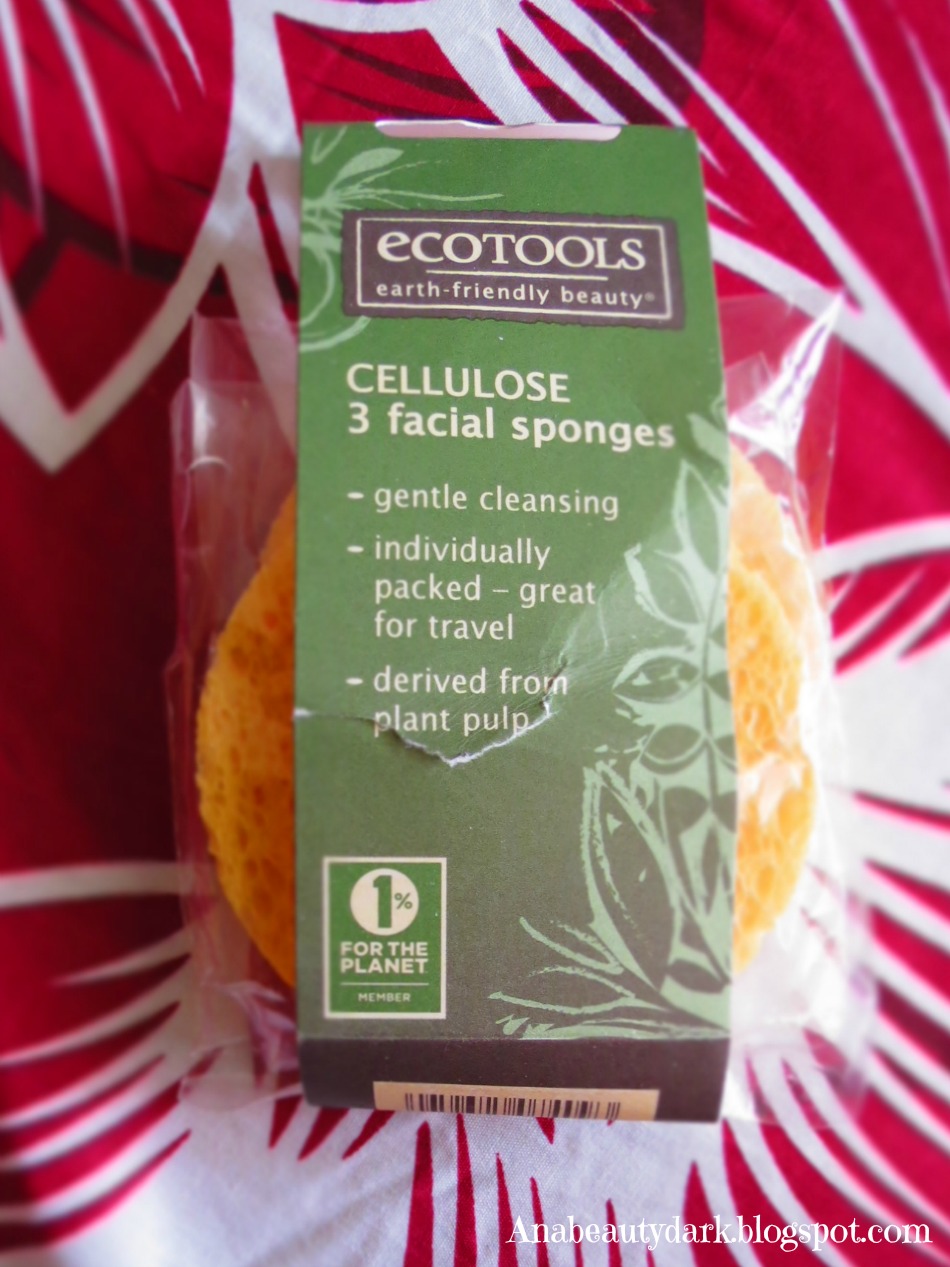 ecoTOOLS
earth-friendly beauty®
CELLULOSE
3 facial sponges
- gentle cleansing
- individually
packed – great
for travel
- derived from
plant pulp
1%
FOR THE
PLANET
MEMBER
Anabeautydark.blogspot.com